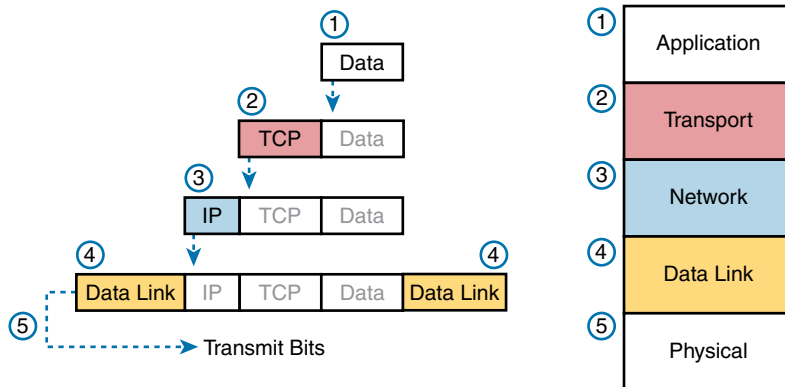 1
Data
2
TCP Data
3
IP TCP Data
4 4
Data Link IP TCP Data Data Link
5
Transmit Bits
1
Application
2
Transport
3
Network
4
Data Link
5
Physical